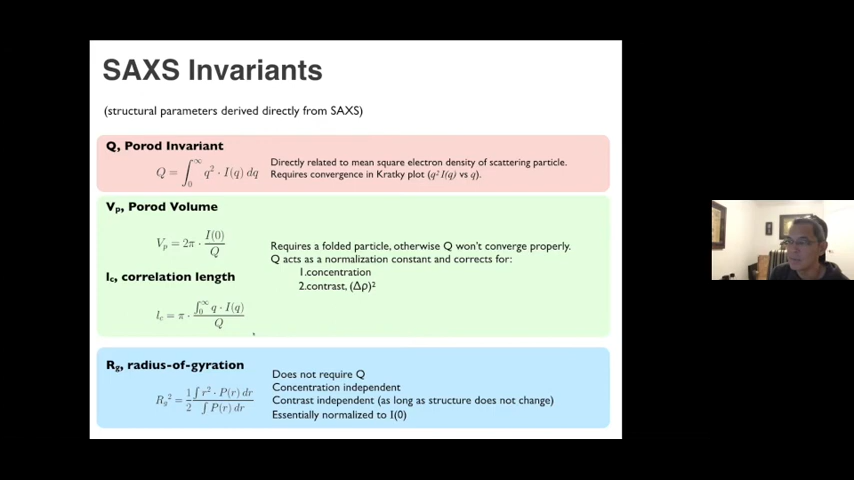 SAXS Invariants
(structural parameters derived directly from SAXS)
Q, Porod Invariant
Q = ∫₀^∞ q² · I(q) dq
Directly related to mean square electron density of scattering particle.
Requires convergence in Kratky plot (q² I(q) vs q).
Vₚ, Porod Volume
Vₚ = 2π · I(0)/Q
Requires a folded particle, otherwise Q won't converge properly.
Q acts as a normalization constant and corrects for:
1.concentration
2.contrast, (Δρ)²
l꜀, correlation length
l꜀ = π · ∫₀^∞ q · I(q)/Q
R_g, radius-of-gyration
R_g² = 1/2 ∫ r² · P(r) dr / ∫ P(r) dr
Does not require Q
Concentration independent
Contrast independent (as long as structure does not change)
Essentially normalized to I(0)